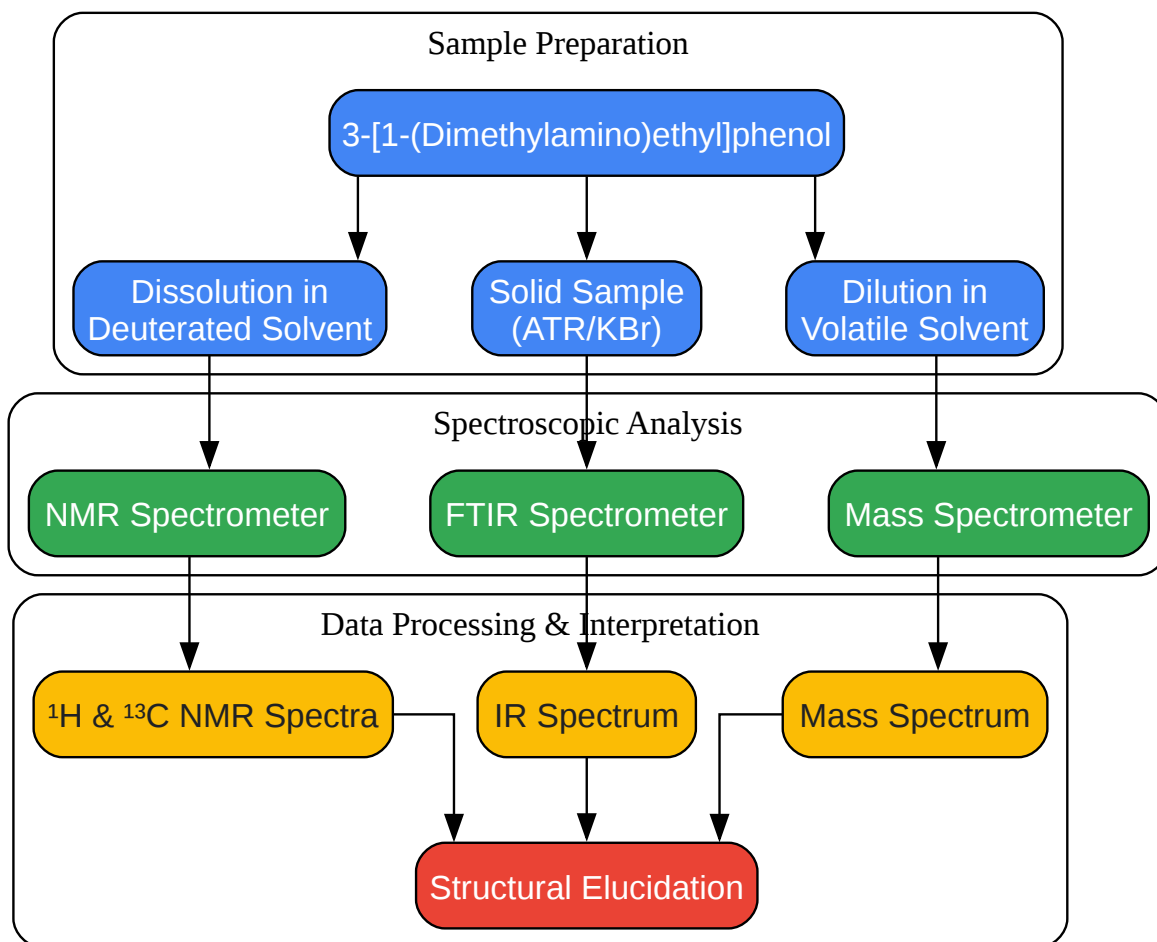 Sample Preparation
3-[1-(Dimethylamino)ethyl]phenol
Dissolution in
Deuterated Solvent
Solid Sample
(ATR/KBr)
Dilution in
Volatile Solvent
Spectroscopic Analysis
NMR Spectrometer
FTIR Spectrometer
Mass Spectrometer
Data Processing & Interpretation
¹H & ¹³C NMR Spectra
IR Spectrum
Mass Spectrum
Structural Elucidation